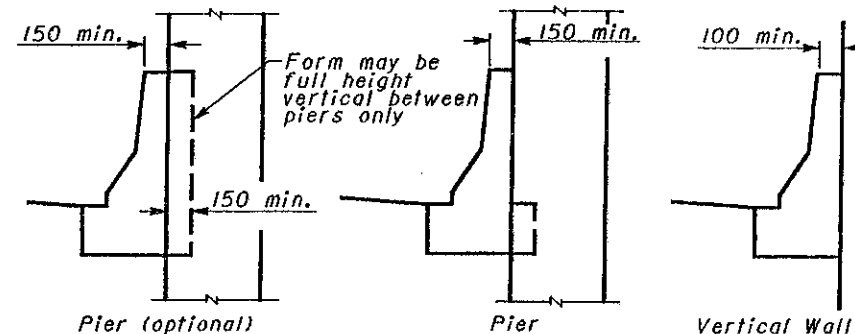 150 min.
Form may be
full height
vertical between
piers only
150 min.
Pier (optional)
150 min.
Pier
100 min.
Vertical Wall